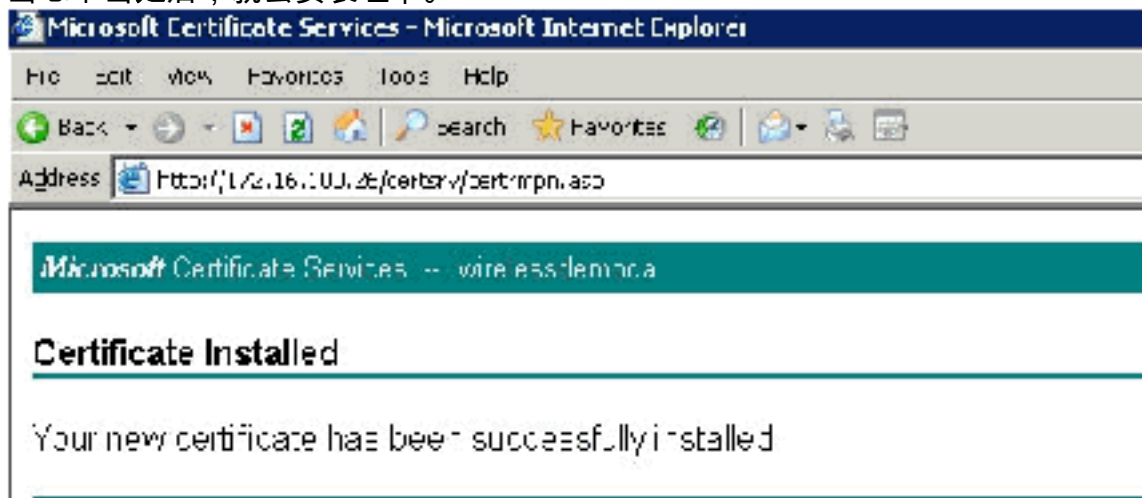 Microsoft Certificate Services - Microsoft Internet Explorer
File Edit View Favorites Tools Help
Back Search Favorites
Address
Microsoft Certificate Services -- wirelessdemoca
Certificate Installed
Your new certificate has been successfully installed